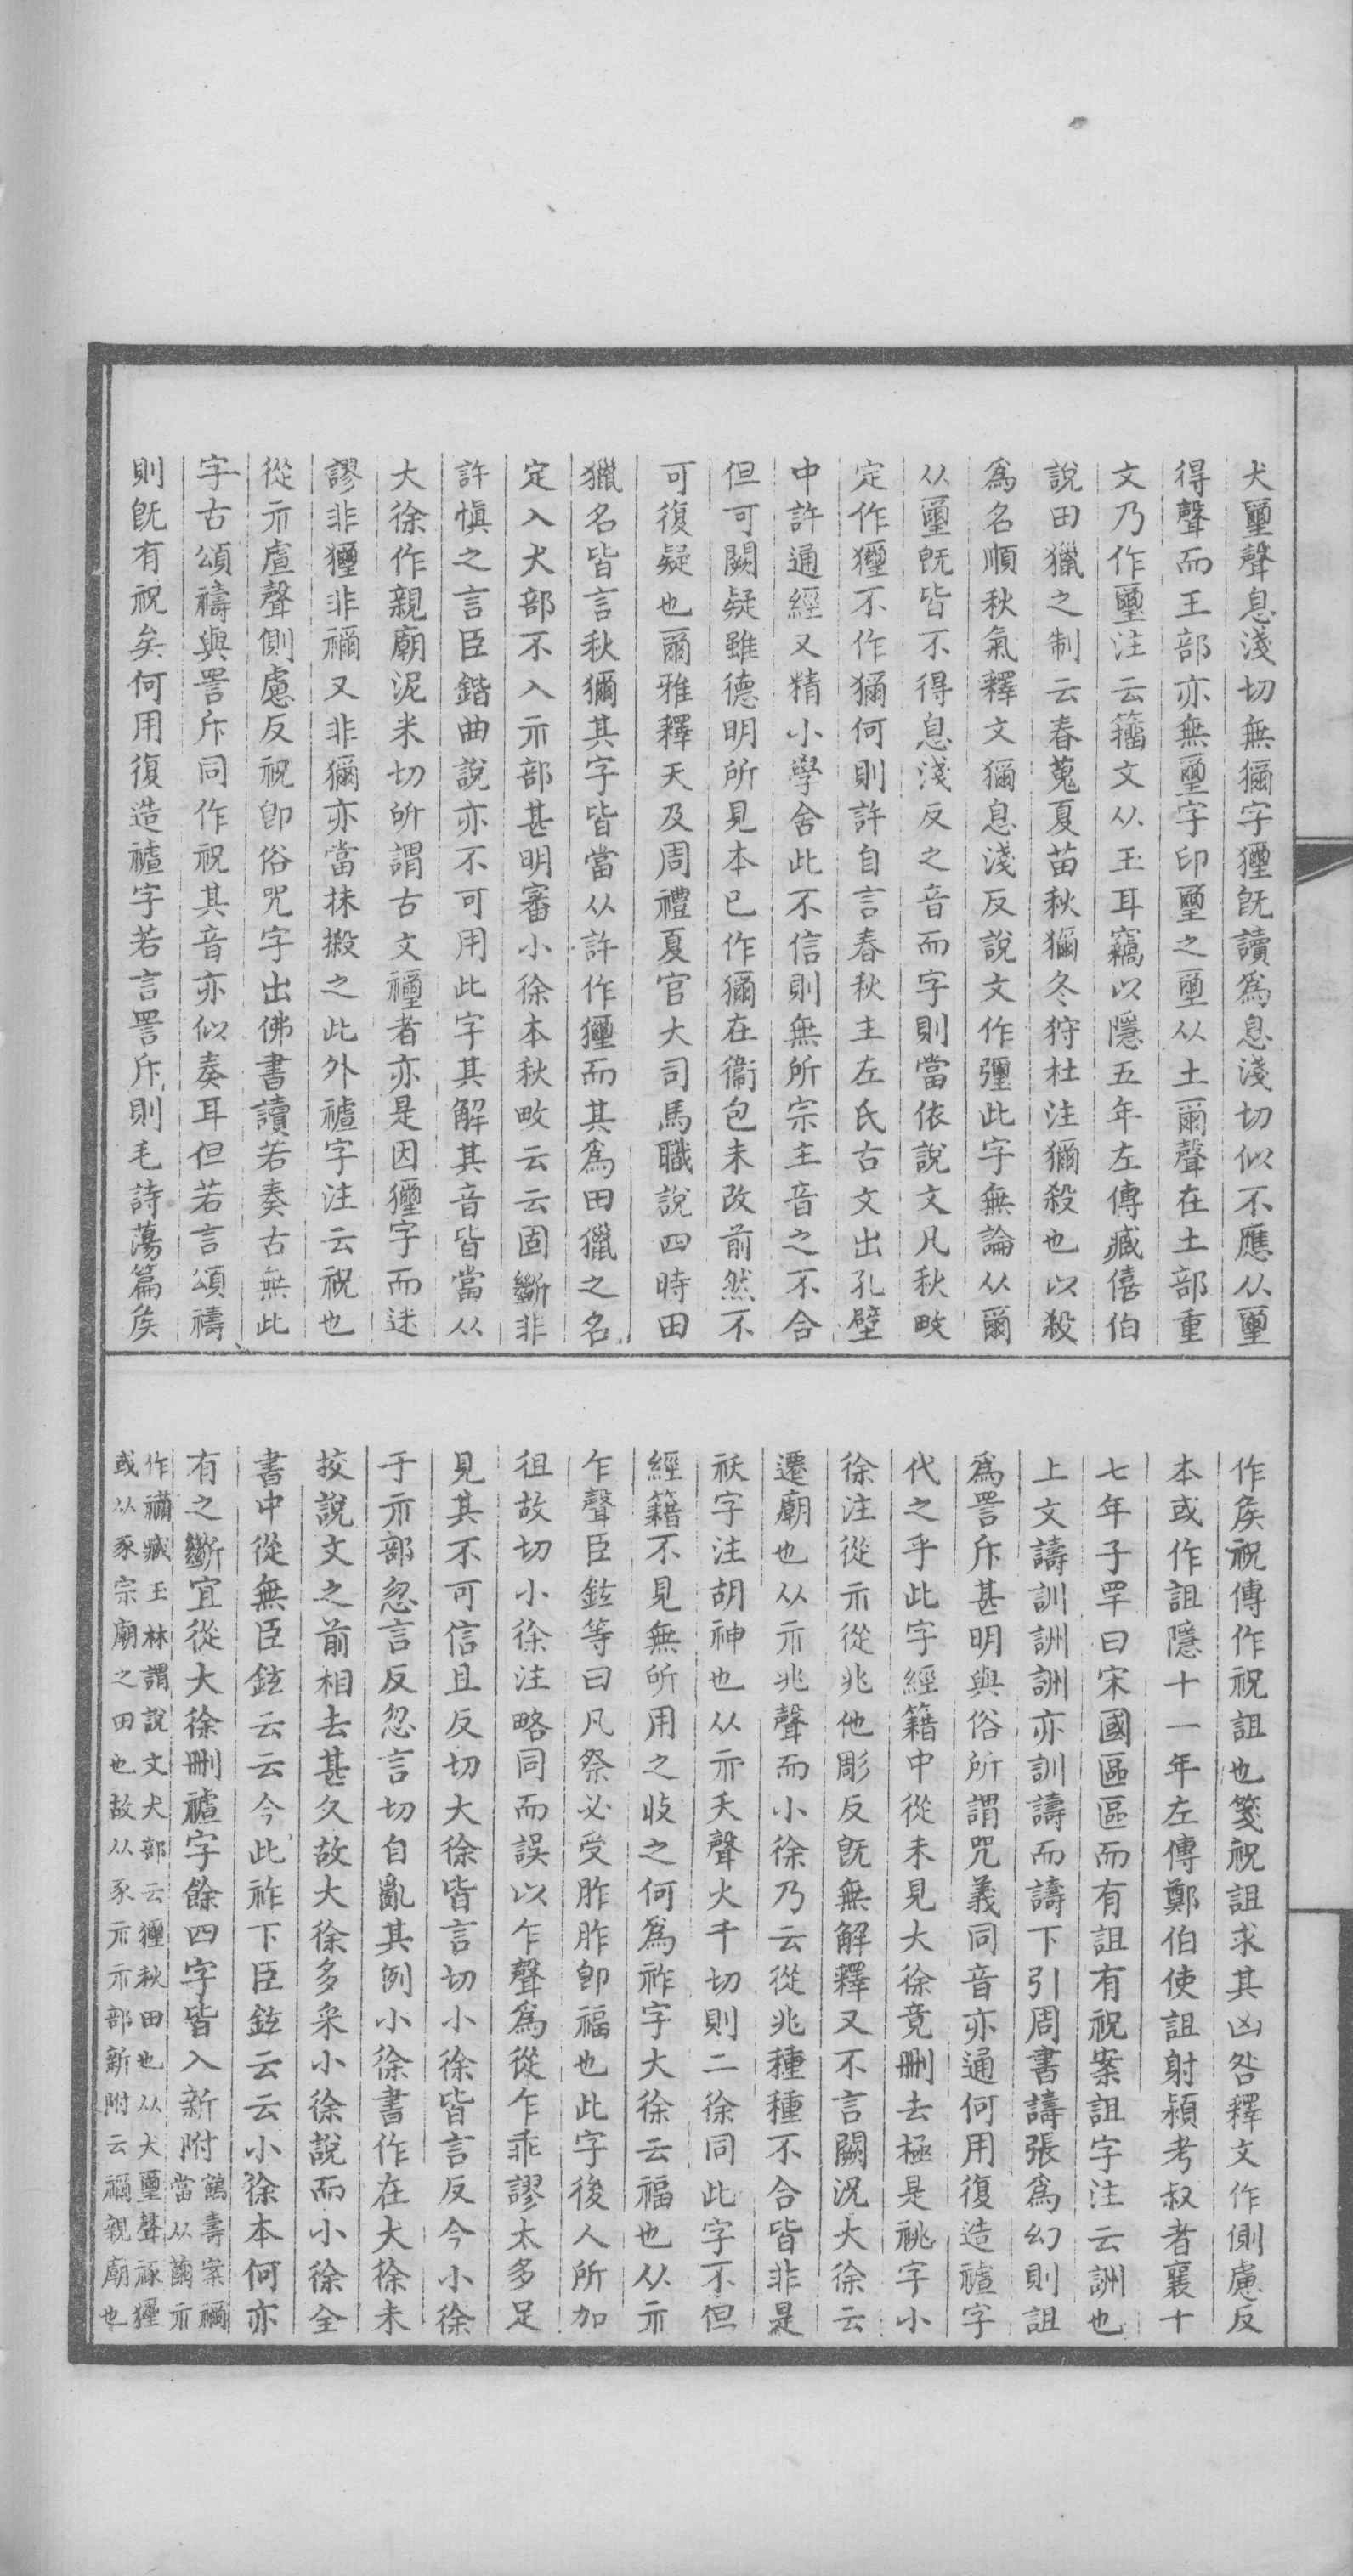 犬璽聲息淺切無獮字玃旣讀爲息淺切似不應从璽
得聲而王部亦無璽字印璽之璽从土爾聲在土部重
文乃作璽注云籀文从玉耳竊以隱五年左傳臧僖伯
說田獵之制云春蒐夏苗秋獮冬狩杜注獮殺也以殺
爲名順秋氣釋文獮息淺反說文作㺯此字無論从爾
从璽旣皆不得息淺反之音而字則當依說文凡秋畋
定作㺯不作獮何則許自言春秋主左氏古文出孔壁
中許通經又精小學舍此不信則無所宗主音之不合
但可闕疑雖德明所見本已作獮在衞包未改前然不
可復疑也爾雅釋天及周禮夏官大司馬職說四時田
獵名皆言秋獮其字皆當从許作㺯而其爲田獵之名
定入犬部不入示部甚明審小徐本秋畋云云固斷非
許愼之言臣鍇曲說亦不可用此字其解其音皆當从
大徐作親廟泥米切所謂古文禰者亦是因㺯字而迷
謬非㺯非禰又非獮亦當抹摋之此外䄟字注云祝也
從示虘聲側慮反祝卽俗咒字出佛書讀若奏古無此
字古頌禱與詈斥同作祝其音亦似奏耳但若言頌禱
則旣有祝矣何用復造䄟字若言詈斥則毛詩蕩篇矦
作矦祝傳作祝詛也箋祝詛求其凶咎釋文作側慮反
本或作詛隱十一年左傳鄭伯使詛射潁考叔者襄十
七年子罕曰宋國區區而有詛有祝案詛字注云詶也
上文譸訓詶詶亦訓譸而譸下引周書譸張爲幻則詛
爲詈斥甚明與俗所謂咒義同音亦通何用復造䄟字
代之乎此字經籍中從未見大徐竟刪去極是祧字小
徐注從示從兆他彫反旣無解釋又不言闕況大徐云
遷廟也从示兆聲而小徐乃云從兆種種不合皆非是
祆字注胡神也从示天聲火千切則二徐同此字不但
經籍不見無所用之收之何爲祚字大徐云福也从示
乍聲臣鉉等曰凡祭必受胙胙卽福也此字後人所加
徂故切小徐注略同而誤以乍聲爲從乍乖謬太多足
見其不可信且反切大徐皆言切小徐皆言反今小徐
于示部忽言反忽言切自亂其例小徐書作在大徐未
挍說文之前相去甚久故大徐多采小徐說而小徐全
書中從無臣鉉云云今此祚下臣鉉云云小徐本何亦
有之斷宜從大徐刪䄟字餘四字皆入新附鶴壽案禰當从繭示
作禰臧玉林謂說文犬部云㺯秋田也从犬璽聲㺯
或从豕宗廟之田也故从豕示示部新附云禰親廟也